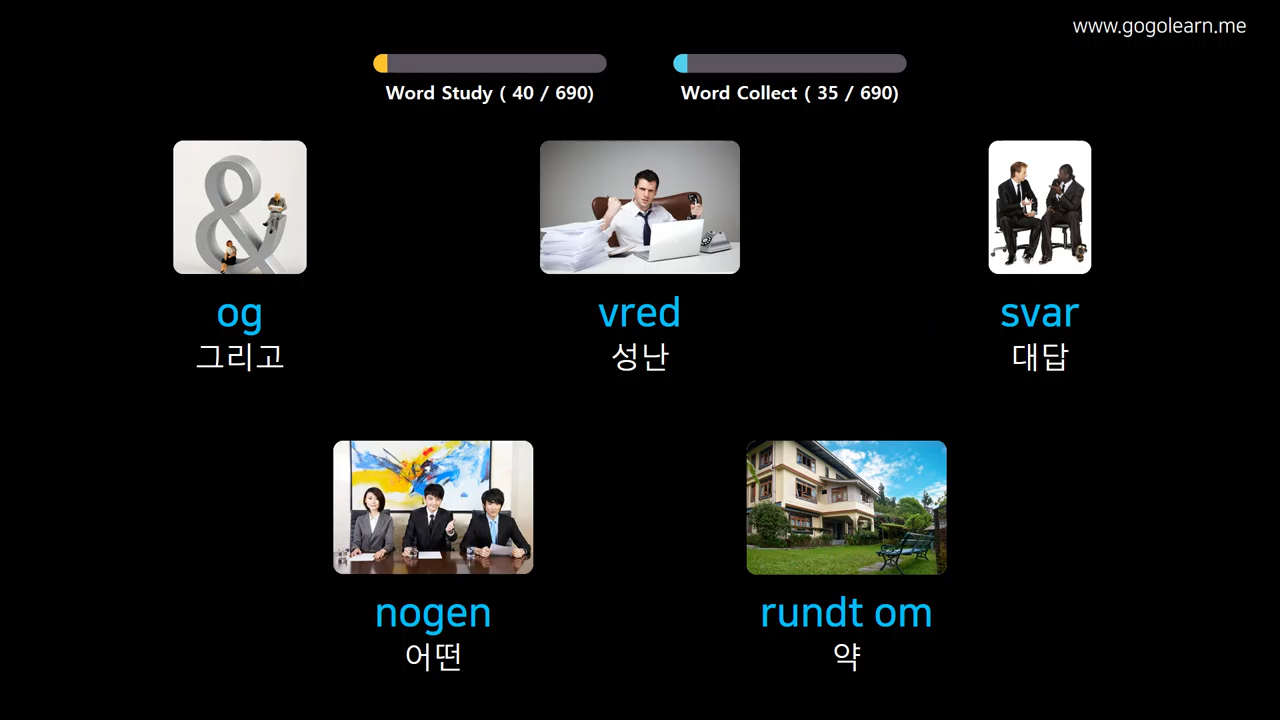 www.gogolearn.me
Word Study ( 40 / 690)
Word Collect ( 35 / 690)
&
og
그리고
vred
성난
svar
대답
nogen
어떤
rundt om
약